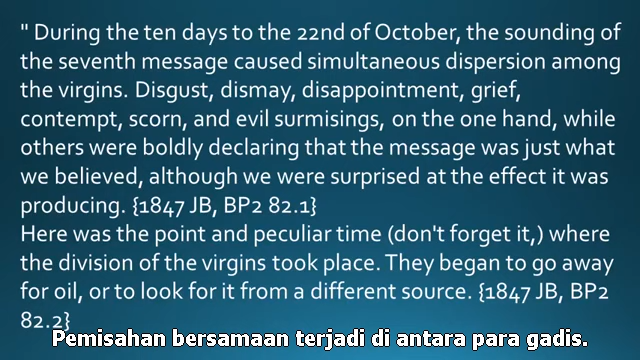 " During the ten days to the 22nd of October, the sounding of
the seventh message caused simultaneous dispersion among
the virgins. Disgust, dismay, disappointment, grief,
contempt, scorn, and evil surmisings, on the one hand, while
others were boldly declaring that the message was just what
we believed, although we were surprised at the effect it was
producing. {1847 JB, BP2 82.1}
Here was the point and peculiar time (don't forget it,) where
the division of the virgins took place. They began to go away
for oil, or to look for it from a different source. {1847 JB, BP2
82.2}
Pemisahan bersamaan terjadi di antara para gadis.